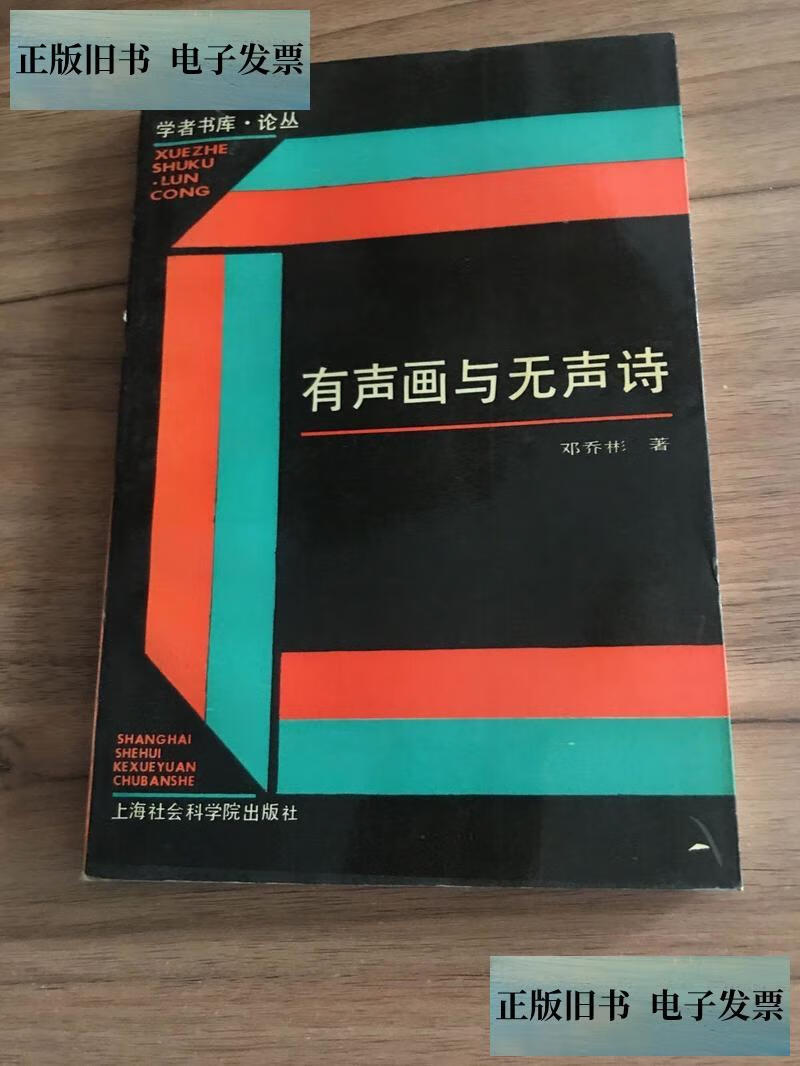 正版旧书 电子发票
学者书库·论丛
XUEZHE
SHUKU
·LUN
CONG
有声画与无声诗
邓乔彬 著
SHANGHAI
SHEHUI
KEXUEYUAN
CHUBANSHE
上海社会科学院出版社
正版旧书 电子发票